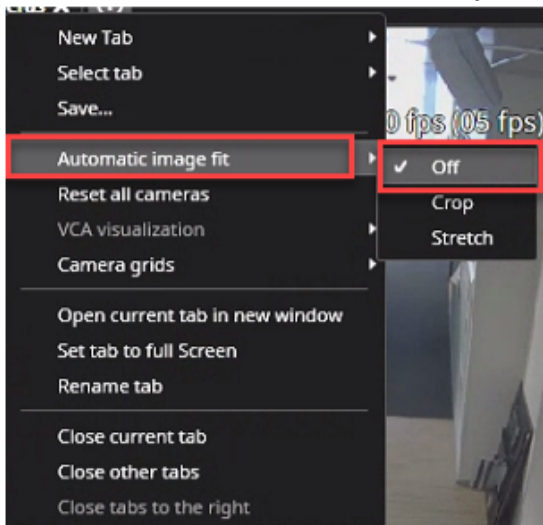 New Tab
Select tab
Save...
0 fps (05 fps)
Automatic image fit
Off
Reset all cameras
Crop
VCA visualization
Stretch
Camera grids
Open current tab in new window
Set tab to full Screen
Rename tab
Close current tab
Close other tabs
Close tabs to the right